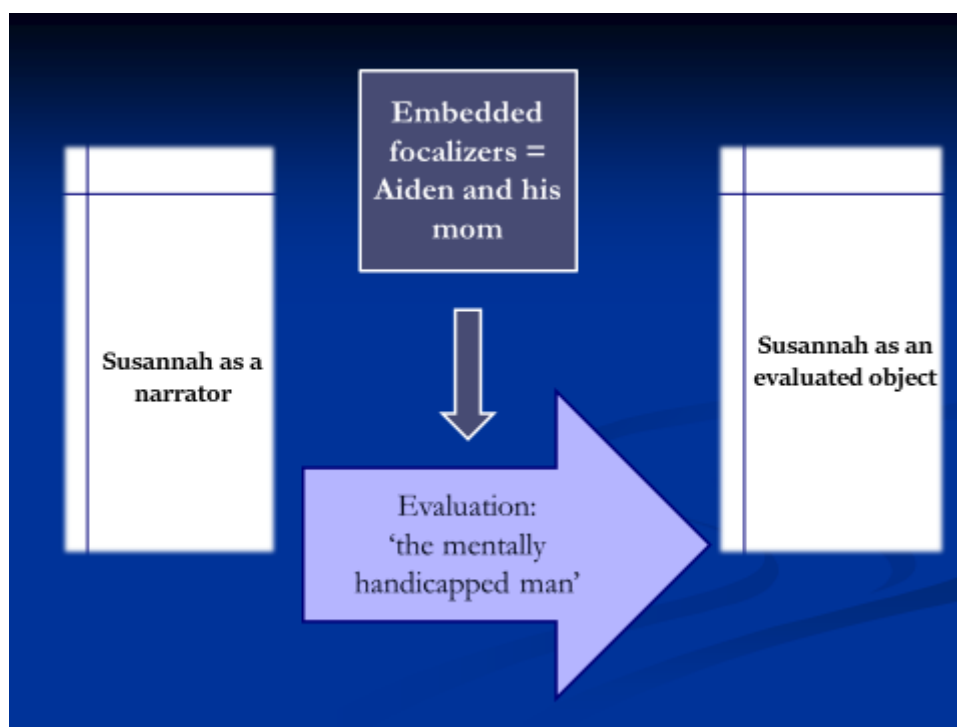 Embedded
focalizers =
Aiden and his
mom
Susannah as a
narrator
Susannah as an
evaluated object
Evaluation:
‘the mentally
handicapped man’